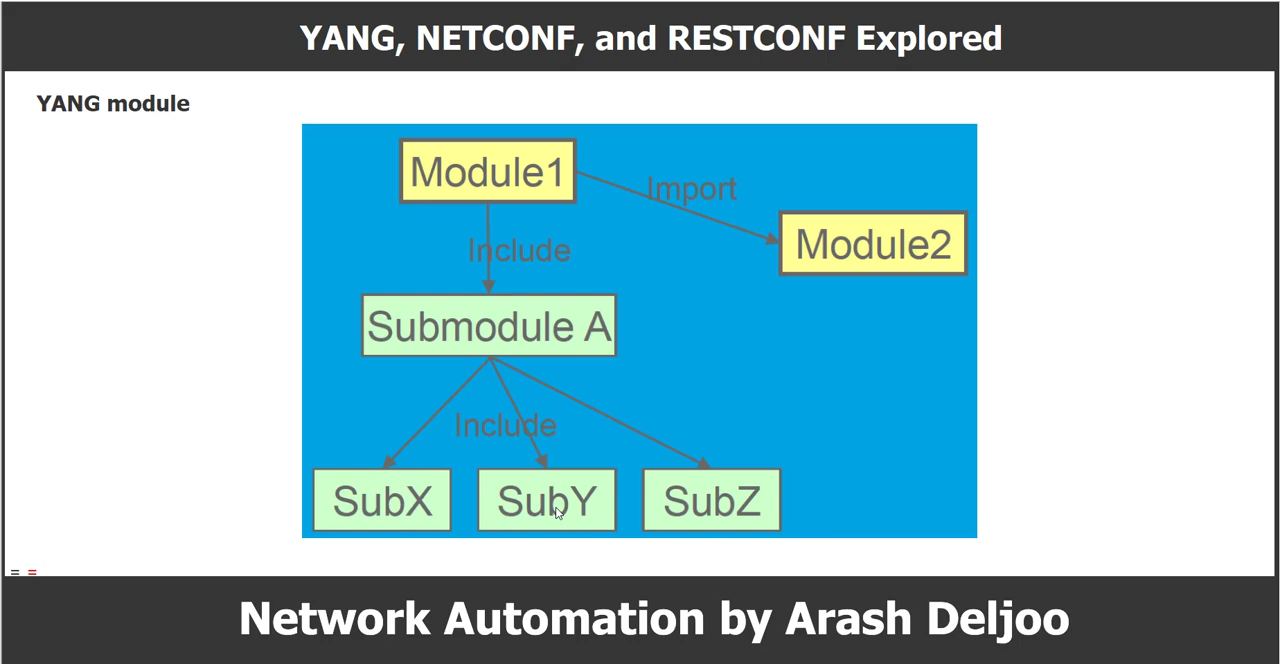 YANG, NETCONF, and RESTCONF Explored
YANG module
Module1
Import
Module2
Include
Submodule A
Include
SubX
SubY
SubZ
= =
Network Automation by Arash Deljoo